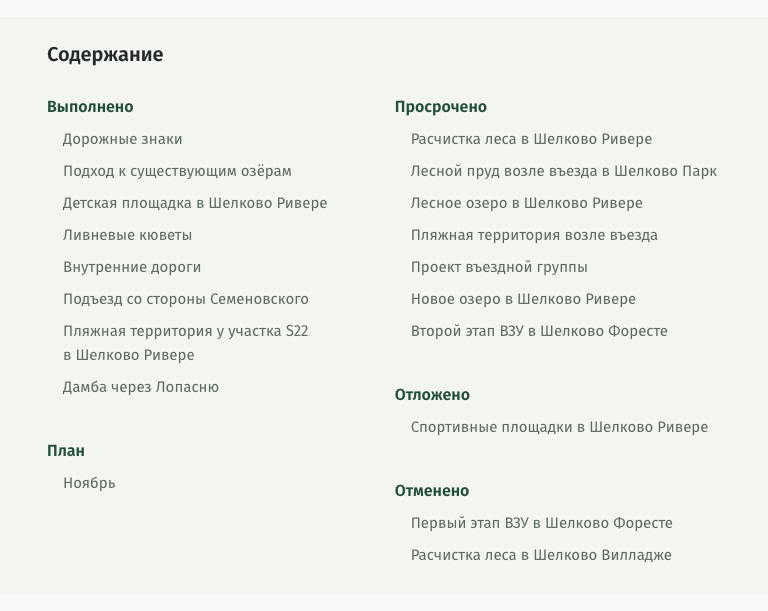 Содержание
Выполнено
Дорожные знаки
Подход к существующим озёрам
Детская площадка в Шелково Ривере
Ливневые кюветы
Внутренние дороги
Подъезд со стороны Семеновского
Пляжная территория у участка S22
в Шелково Ривере
Дамба через Лопасню
План
Ноябрь
Просрочено
Расчистка леса в Шелково Ривере
Лесной пруд возле въезда в Шелково Парк
Лесное озеро в Шелково Ривере
Пляжная территория возле въезда
Проект въездной группы
Новое озеро в Шелково Ривере
Второй этап ВЗУ в Шелково Форесте
Отложено
Спортивные площадки в Шелково Ривере
Отменено
Первый этап ВЗУ в Шелково Форесте
Расчистка леса в Шелково Вилладже